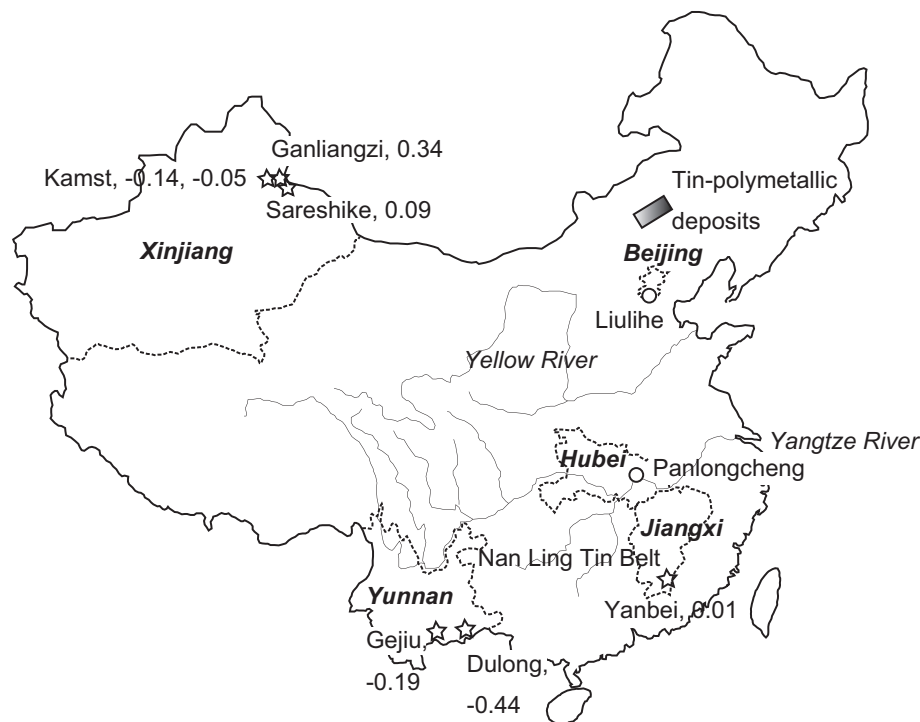 Ganliangzi, 0.34
Kamst, -0.14, -0.05
Sareshike, 0.09
Xinjiang
Tin-polymetallic
deposits
Beijing
Liulihe
Yellow River
Yangtze River
Hubei
Panlongcheng
Jiangxi
Nan Ling Tin Belt
Yunnan
Yanbei, 0.01
Gejiu,
-0.19
Dulong,
-0.44